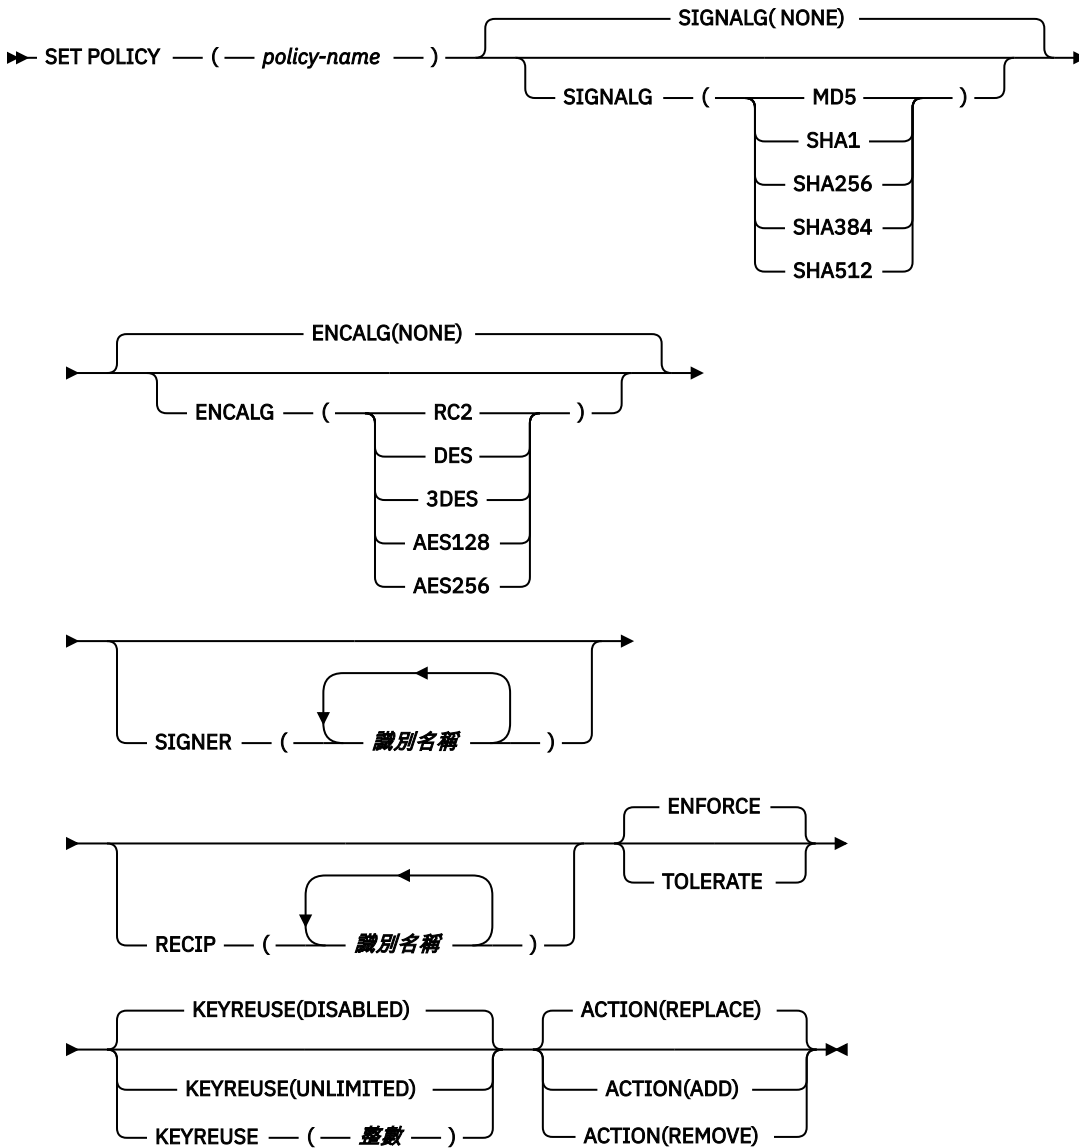 SIGNALG( NONE)
SET POLICY ( policy-name )
SIGNALG ( MD5 )
SHA1
SHA256
SHA384
SHA512
ENCALG(NONE)
ENCALG ( RC2 )
DES
3DES
AES128
AES256
SIGNER ( 識別名稱 )
ENFORCE
TOLERATE
RECIP ( 識別名稱 )
KEYREUSE(DISABLED) ACTION(REPLACE)
KEYREUSE(UNLIMITED) ACTION(ADD)
KEYREUSE ( 整數 ) ACTION(REMOVE)